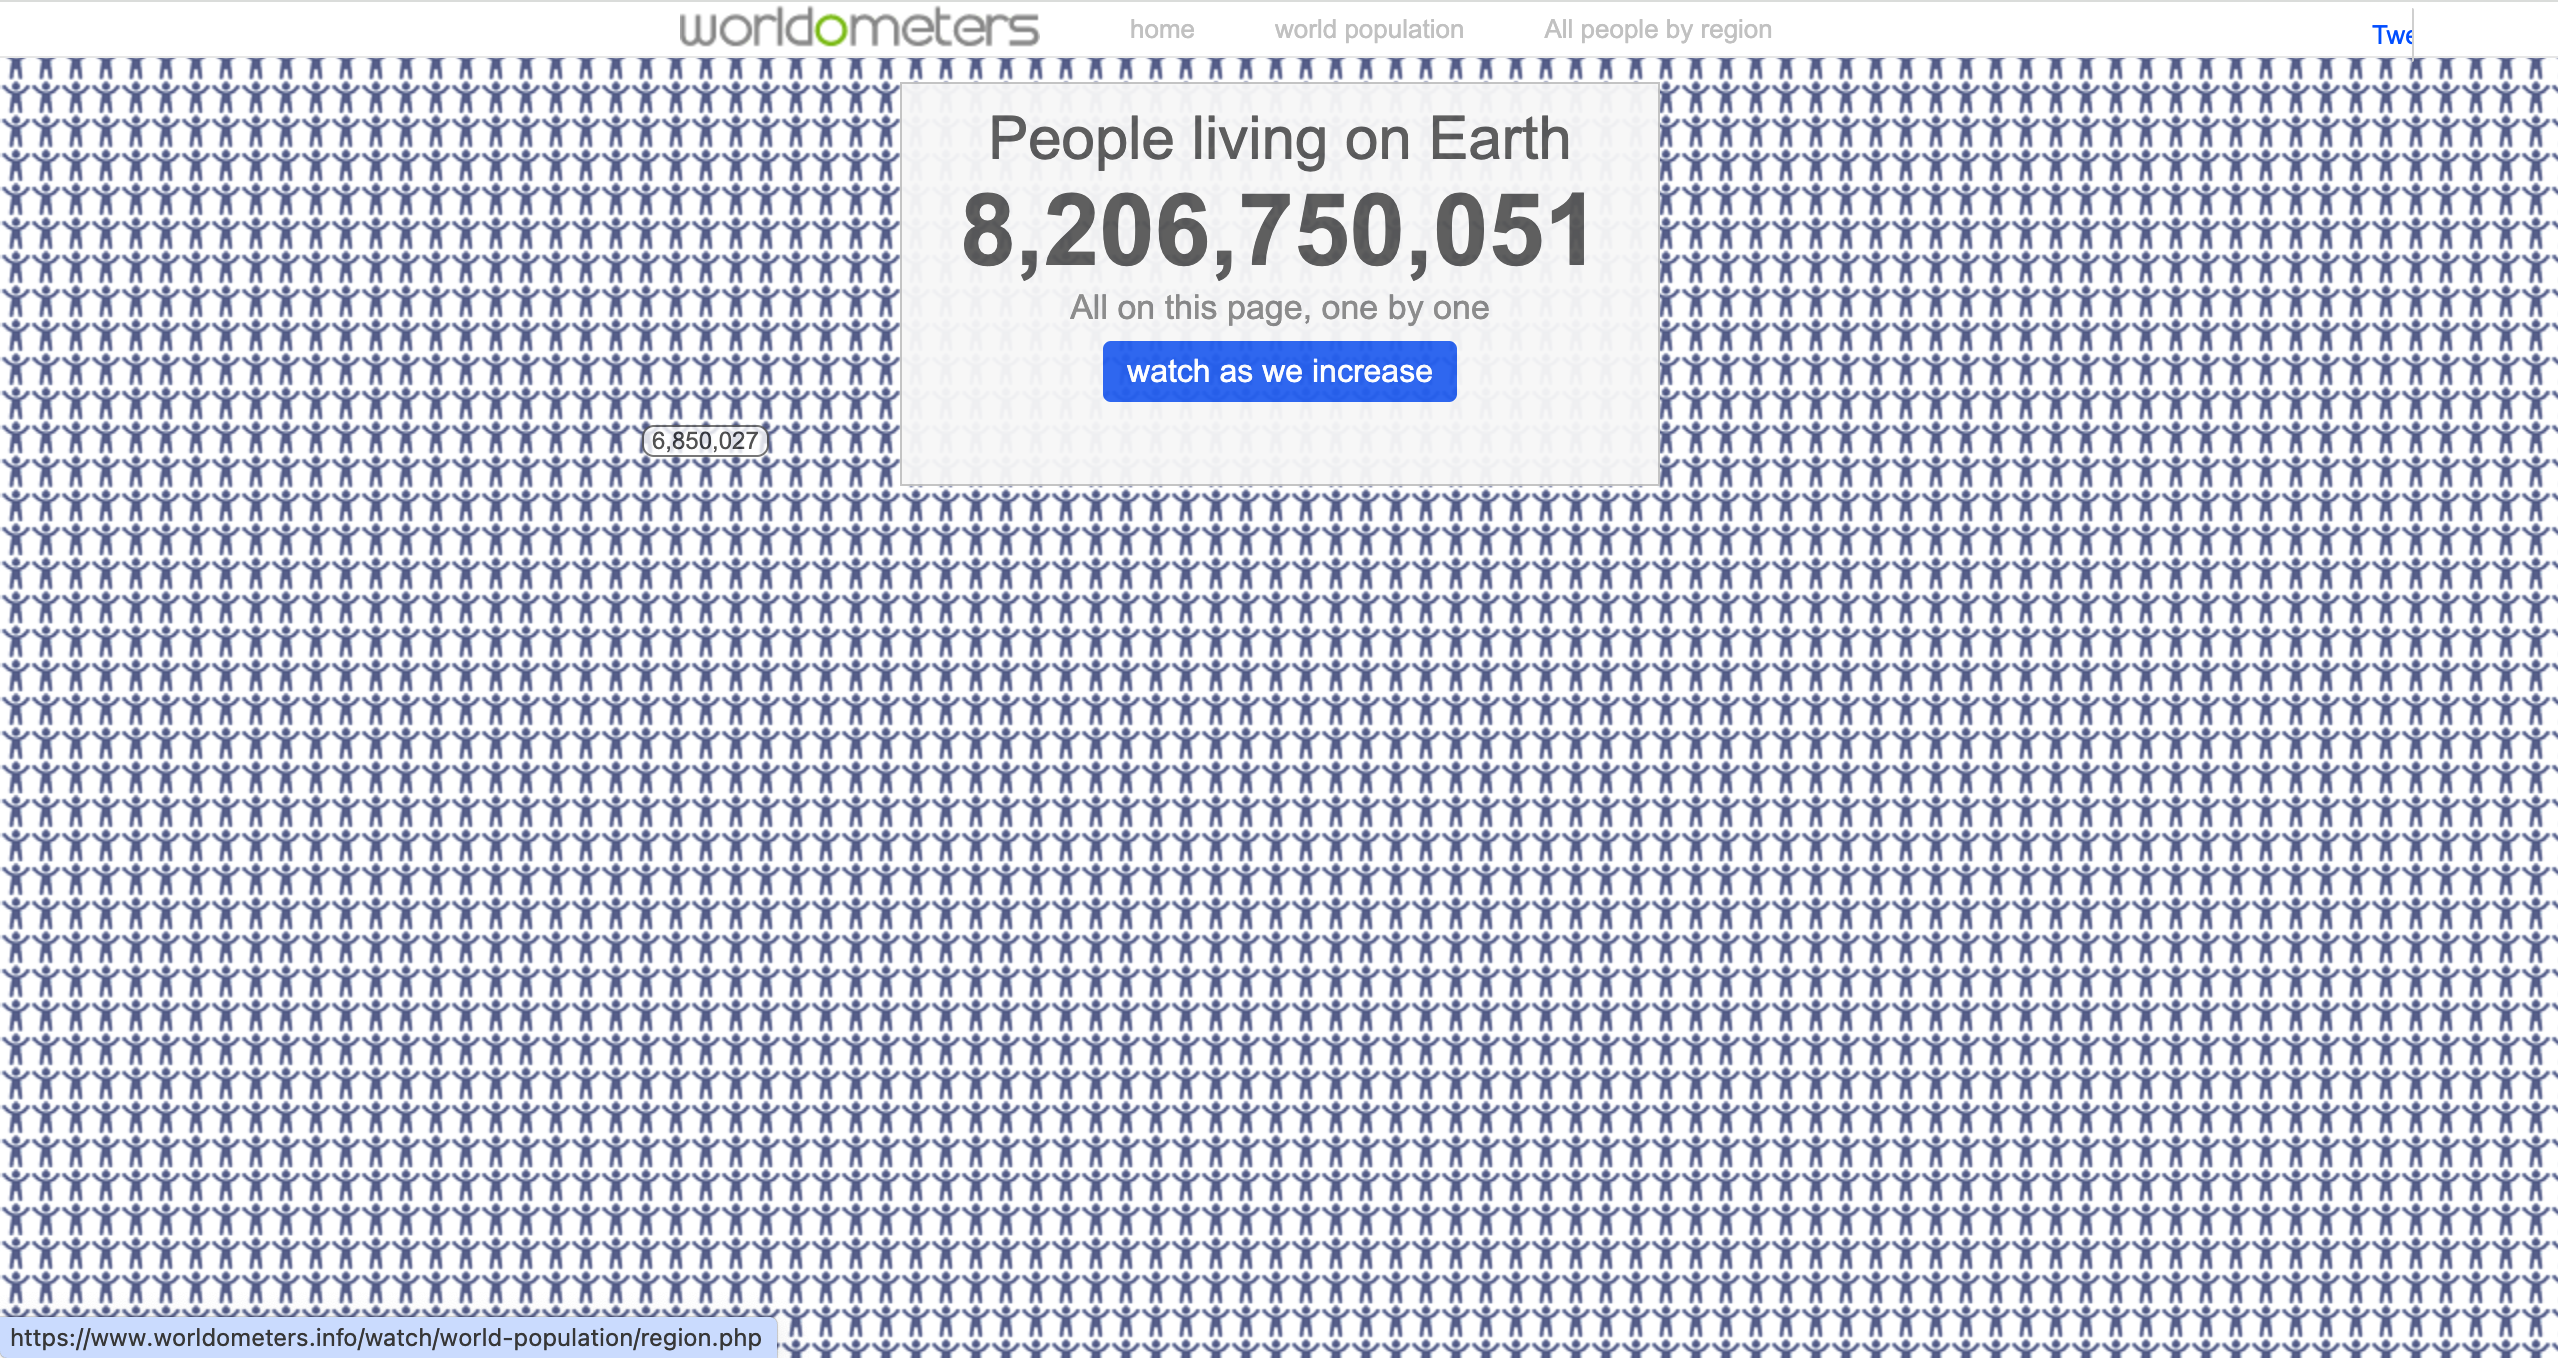 worldometers
home
world population
All people by region
Twe
People living on Earth
8,206,750,051
All on this page, one by one
watch as we increase
6,850,027
https://www.worldometers.info/watch/world-population/region.php